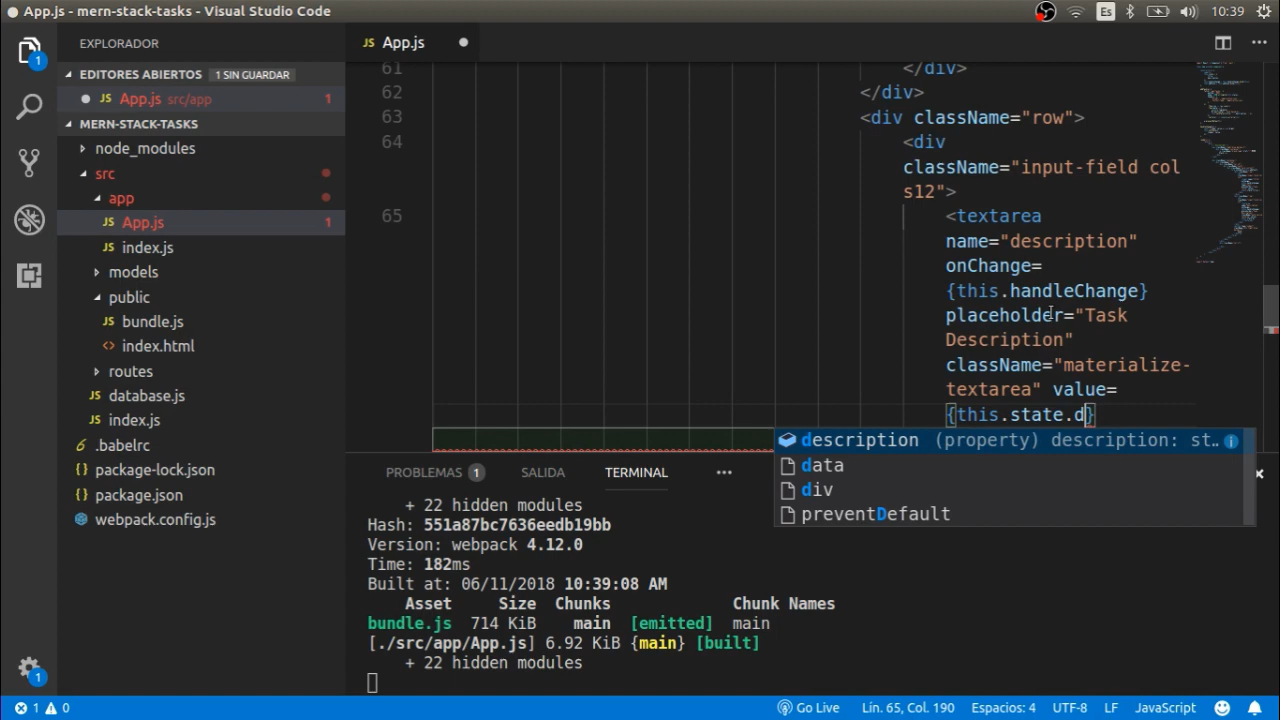 App.js - mern-stack-tasks - Visual Studio Code
Es
10:39
EXPLORADOR
EDITORES ABIERTOS 1 SIN GUARDAR
JS App.js src/app 1
MERN-STACK-TASKS
node_modules
src
app
JS App.js 1
JS index.js
models
public
JS bundle.js
<> index.html
routes
JS database.js
JS index.js
.babelrc
package-lock.json
package.json
webpack.config.js
1
1
JS App.js
61 </div>
62 </div>
63 <div className="row">
64 <div
className="input-field col
s12">
65 <textarea
name="description"
onChange=
{this.handleChange}
placeholder="Task
Description"
className="materialize-
textarea" value=
{this.state.d}
description (property) description: st…
data
div
preventDefault
PROBLEMAS 1 SALIDA TERMINAL
+ 22 hidden modules
Hash: 551a87bc7636eedb19bb
Version: webpack 4.12.0
Time: 182ms
Built at: 06/11/2018 10:39:08 AM
Asset Size Chunks Chunk Names
bundle.js 714 KiB main [emitted] main
[./src/app/App.js] 6.92 KiB {main} [built]
+ 22 hidden modules
1 0 Go Live Lín. 65, Col. 190 Espacios: 4 UTF-8 LF JavaScript